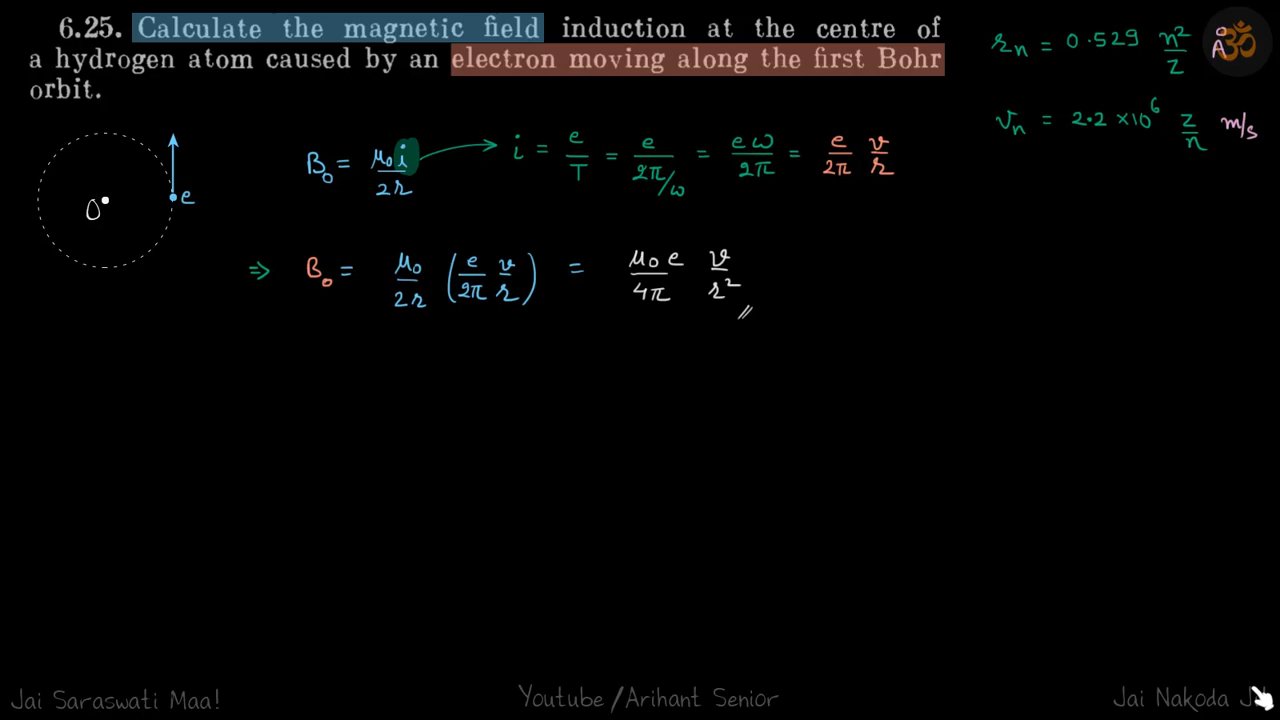 6.25. Calculate the magnetic field induction at the centre of
a hydrogen atom caused by an electron moving along the first Bohr
orbit.
rₙ = 0.529 n²/Z Å
vₙ = 2.2 × 10⁶ Z/n m/s
ॐ
O e
B₀ = μ₀i/2r → i = e/T = e/(2π/ω) = eω/2π = e/2π v/r
⇒ B₀ = μ₀/2r (e/2π v/r) = μ₀e/4π v/r²
Jai Saraswati Maa! Youtube/Arihant Senior Jai Nakoda